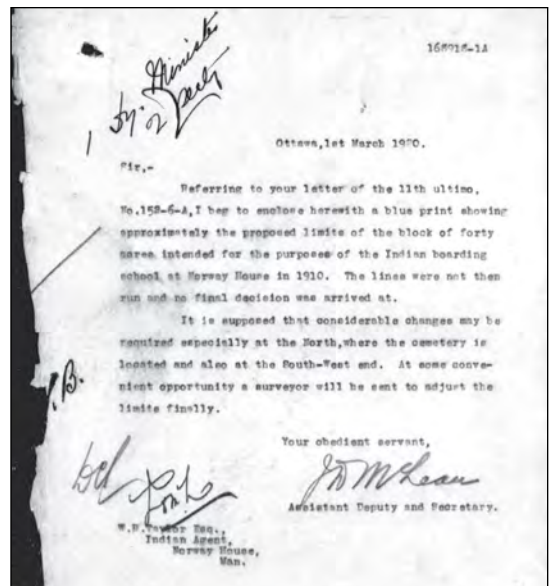 168918-1A
Minister
Ottawa, 1st March 1920.
Sir,-
Referring to your letter of the 11th ultimo,
No.158-6-A, I beg to enclose herewith a blue print showing
approximately the proposed limits of the block of forty
acres intended for the purposes of the Indian boarding
school at Norway House in 1910. The lines were not then
run and no final decision was arrived at.
It is supposed that considerable changes may be
required especially at the North, where the cemetery is
located and also at the South-West end. At some conve-
nient opportunity a surveyor will be sent to adjust the
limits finally.
Your obedient servant,
J D McLean
Assistant Deputy and Secretary.
Esq.,
Indian Agent,
Norway House,
Man.